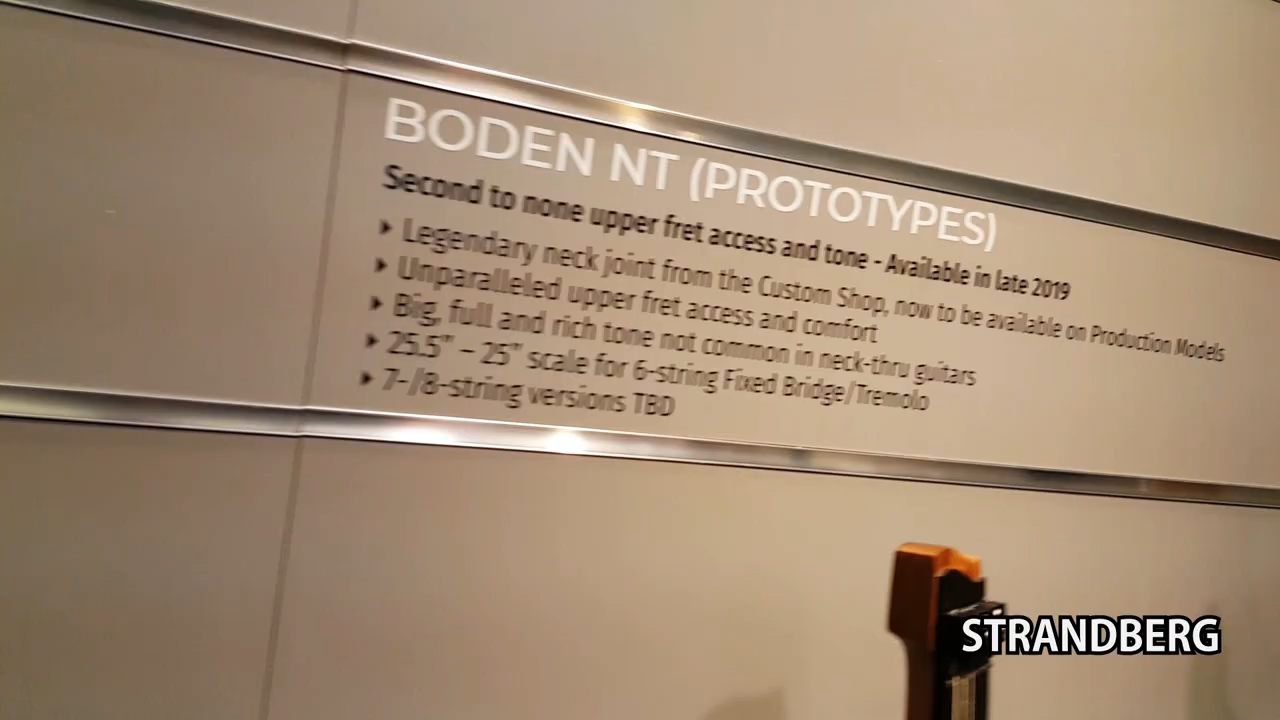 BODEN NT (PROTOTYPES)
Second to none upper fret access and tone - Available in late 2019
Legendary neck joint from the Custom Shop, now to be available on Production Models
Unparalleled upper fret access and comfort
Big, full and rich tone not common in neck-thru guitars
25.5" – 25" scale for 6-string Fixed Bridge/Tremolo
7-/8-string versions TBD
STRANDBERG